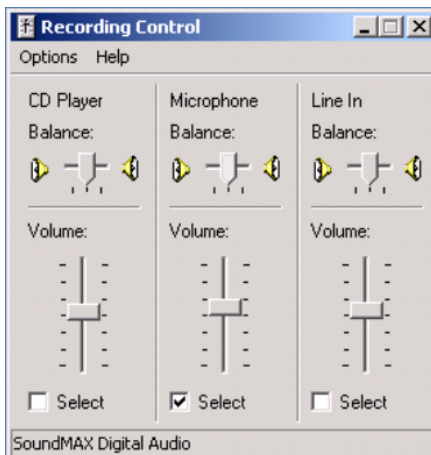 Recording Control
Options Help
CD Player Microphone Line In
Balance: Balance: Balance:
Volume: Volume: Volume:
Select Select Select
SoundMAX Digital Audio